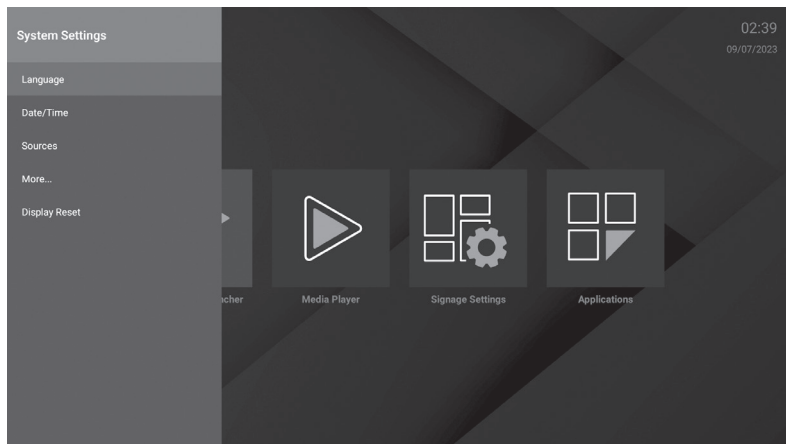 System Settings
02:39
09/07/2023
Language
Date/Time
Sources
More...
Display Reset
Media Player
Signage Settings
Applications